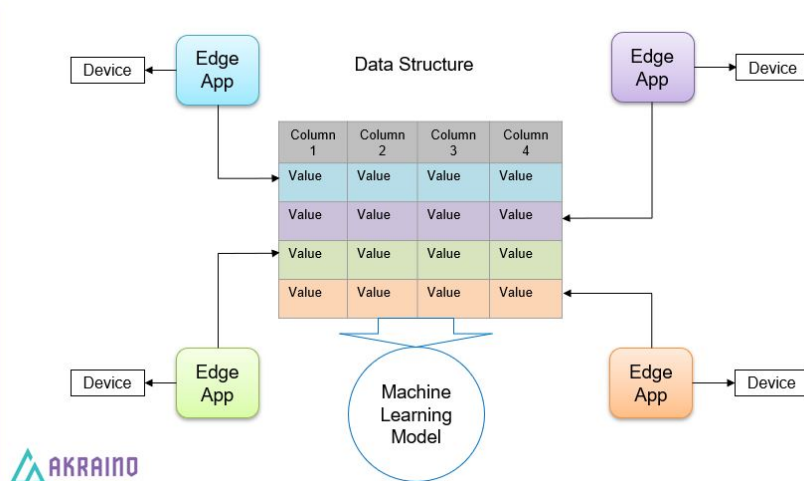 Device
Edge
App
Data Structure
Edge
App
Device
Column
1
Column
2
Column
3
Column
4
Value Value Value Value
Value Value Value Value
Value Value Value Value
Value Value Value Value
Device
Edge
App
Machine
Learning
Model
Edge
App
Device
AKRAINO